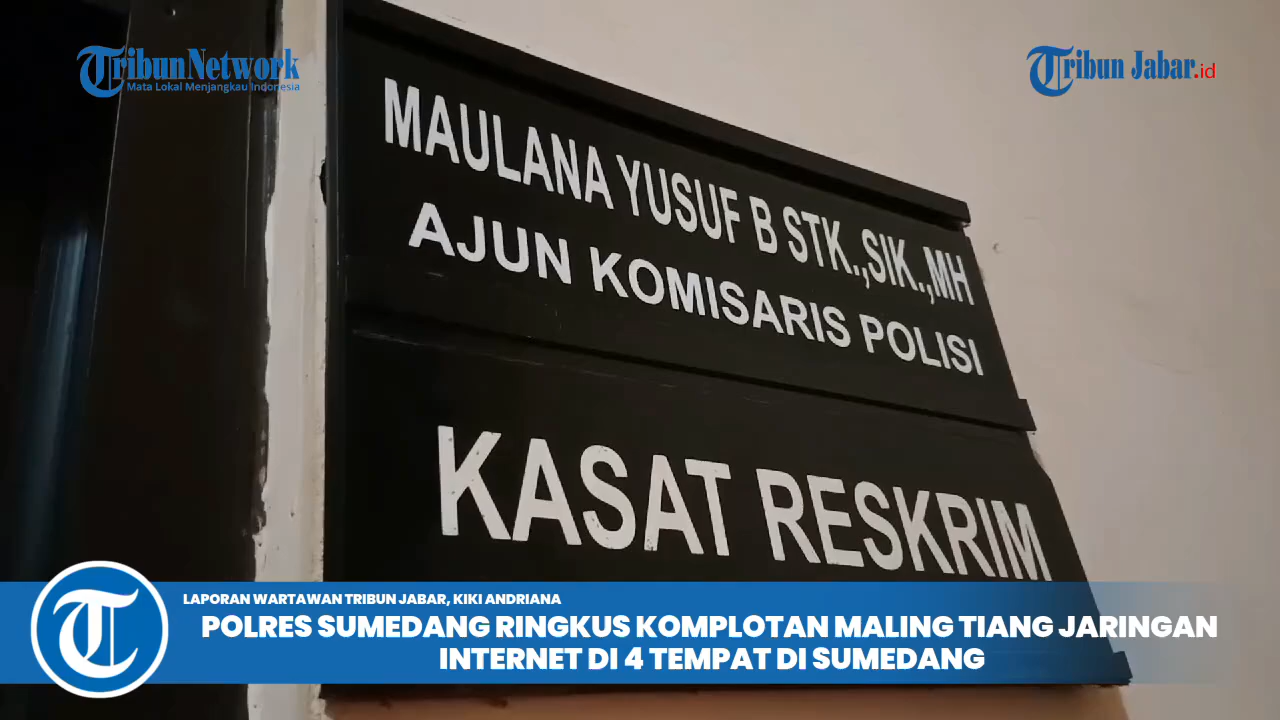 TribunNetwork
Mata Lokal Menjangkau Indonesia
Tribun Jabar.id
MAULANA YUSUF B STK.,SIK.,MH
AJUN KOMISARIS POLISI
KASAT RESKRIM
LAPORAN WARTAWAN TRIBUN JABAR, KIKI ANDRIANA
POLRES SUMEDANG RINGKUS KOMPLOTAN MALING TIANG JARINGAN
INTERNET DI 4 TEMPAT DI SUMEDANG